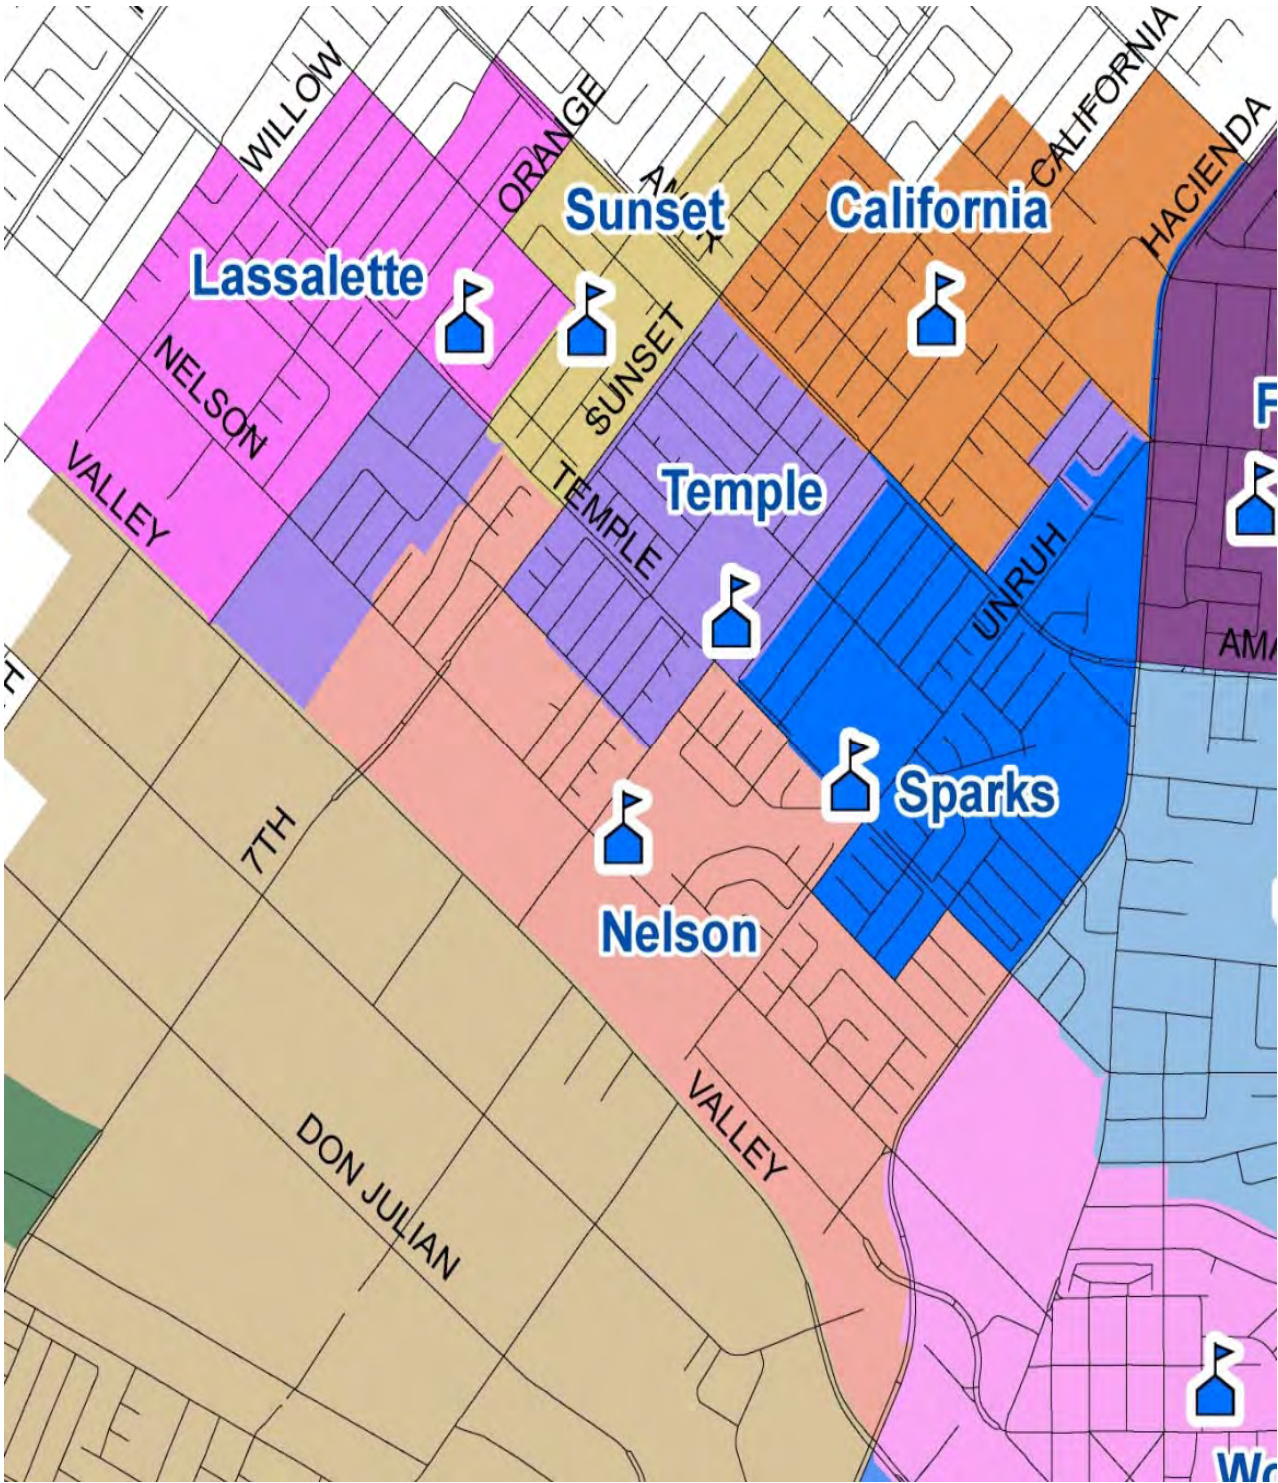 WILLOW
ORANGE
CALIFORNIA
HACIENDA
Sunset
California
Lassalette
NELSON
SUNSET
VALLEY
F
Temple
TEMPLE
UNRUH
AMA
Sparks
7TH
Nelson
VALLEY
DON JULIAN